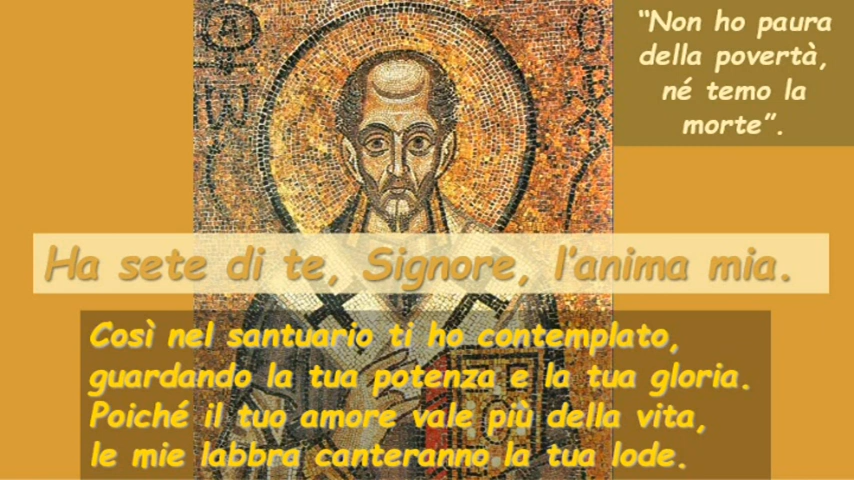 “Non ho paura
della povertà,
né temo la
morte”.
Ha sete di te, Signore, l’anima mia.
Così nel santuario ti ho contemplato,
guardando la tua potenza e la tua gloria.
Poiché il tuo amore vale più della vita,
le mie labbra canteranno la tua lode.